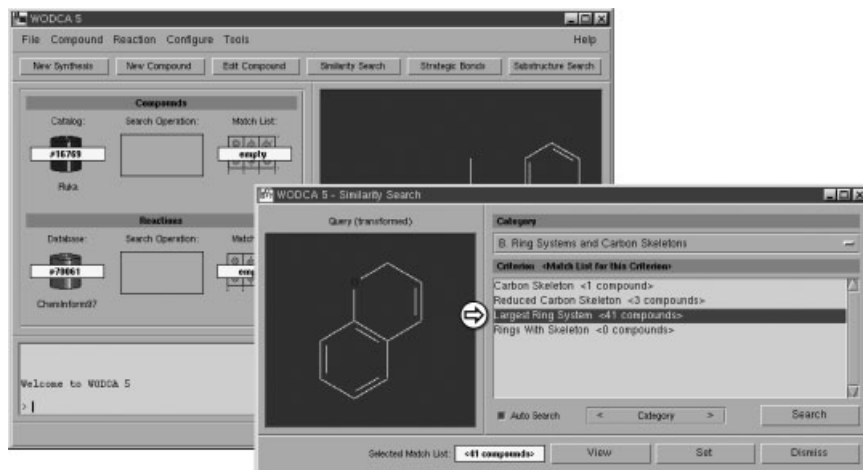 WODCA 5
File Compound Reaction Configure Tools Help
New Synthesis New Compound Edit Compound Similarity Search Strategic Bonds Substructure Search
Compounds
Catalog: Search Operation: Match List:
#16769 empty
Fluka
Reactions
Database: Search Operation: Match
#70061 emp
ChemInform97
Welcome to WODCA 5
>
WODCA 5 - Similarity Search
Query (transformed)
Category
B. Ring Systems and Carbon Skeletons
Criterion <Match List for this Criterion>
Carbon Skeleton <1 compound>
Reduced Carbon Skeleton <3 compounds>
Largest Ring System <41 compounds>
Rings With Skeleton <0 compounds>
Auto Search < Category > Search
Selected Match List: <41 compounds> View Set Dismiss